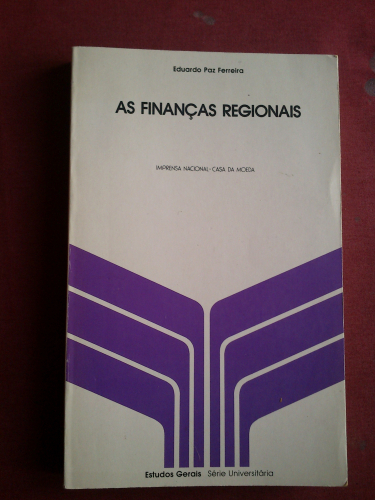 Eduardo Paz Ferreira
AS FINANÇAS REGIONAIS
IMPRENSA NACIONAL-CASA DA MOEDA
Estudos Gerais Série Universitária